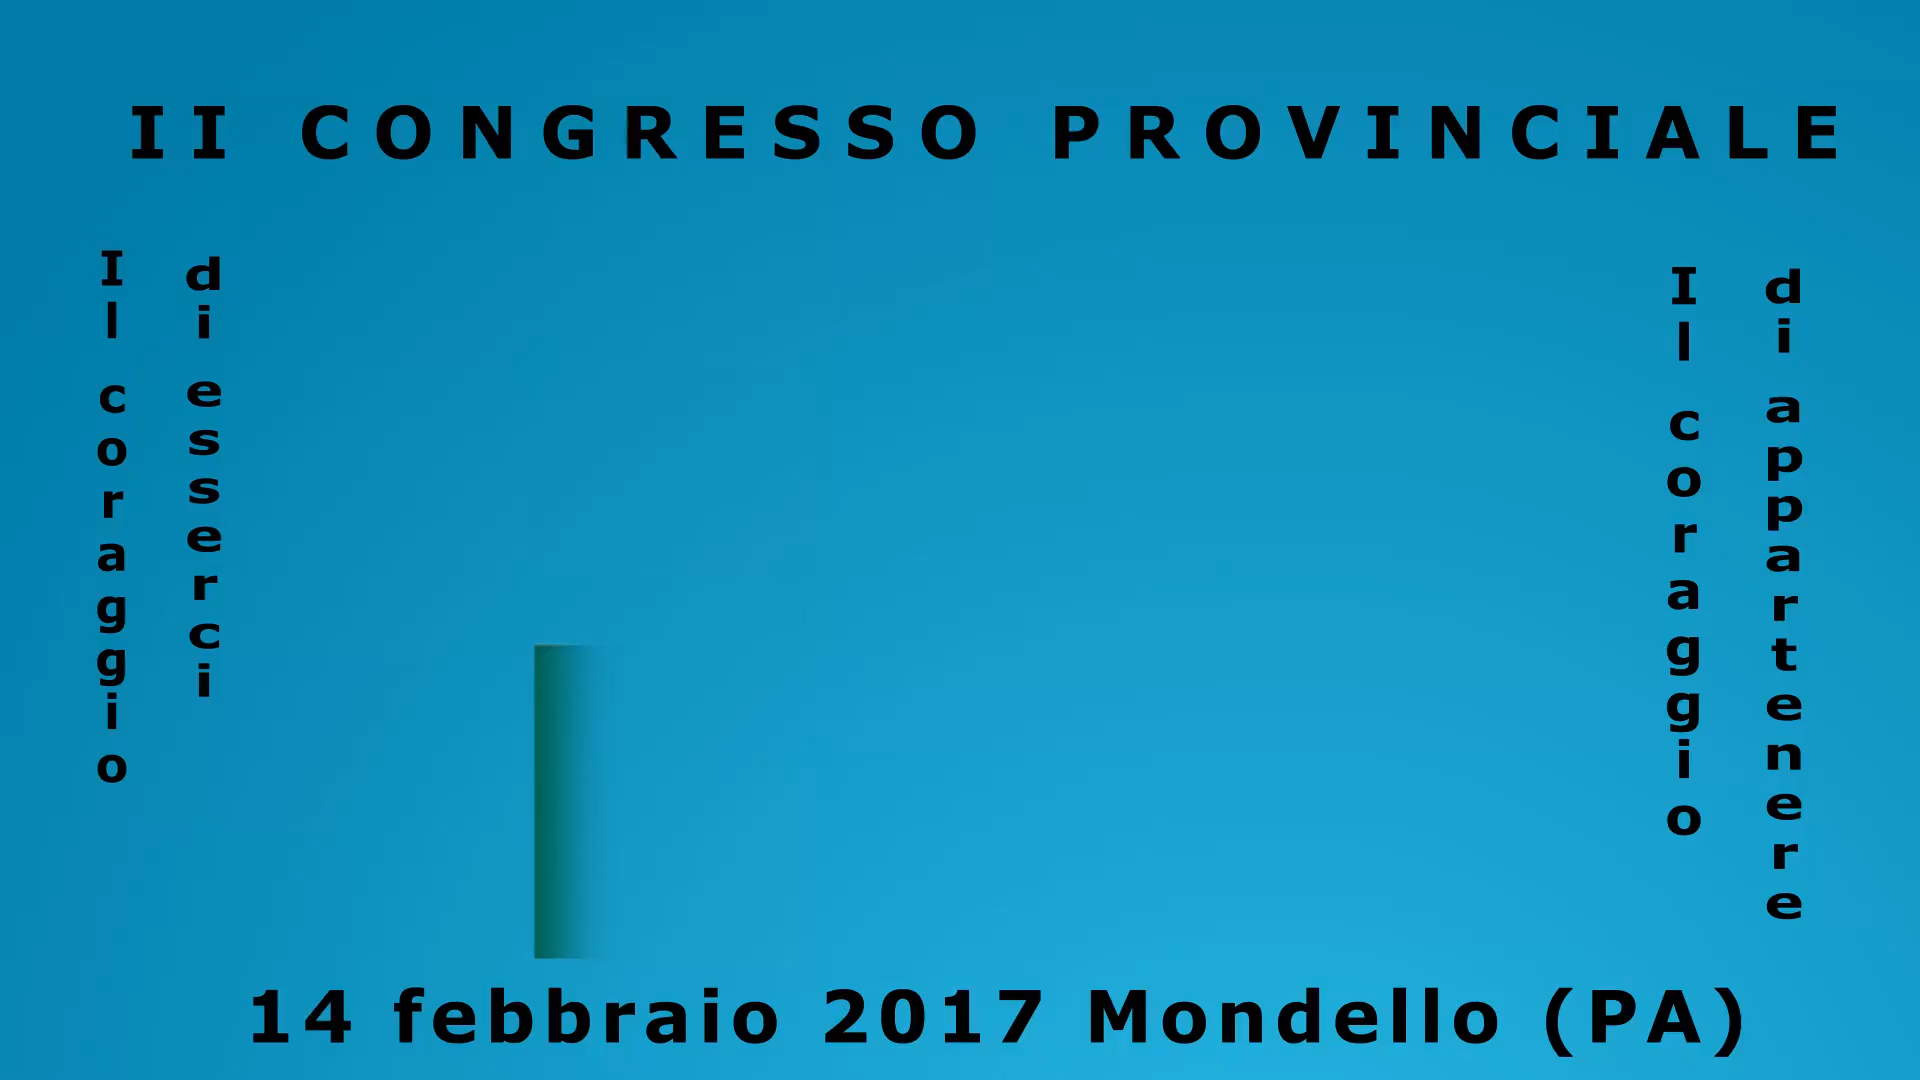 II CONGRESSO PROVINCIALE
Il coraggio
di esserci
Il coraggio
di appartenere
14 febbraio 2017 Mondello (PA)